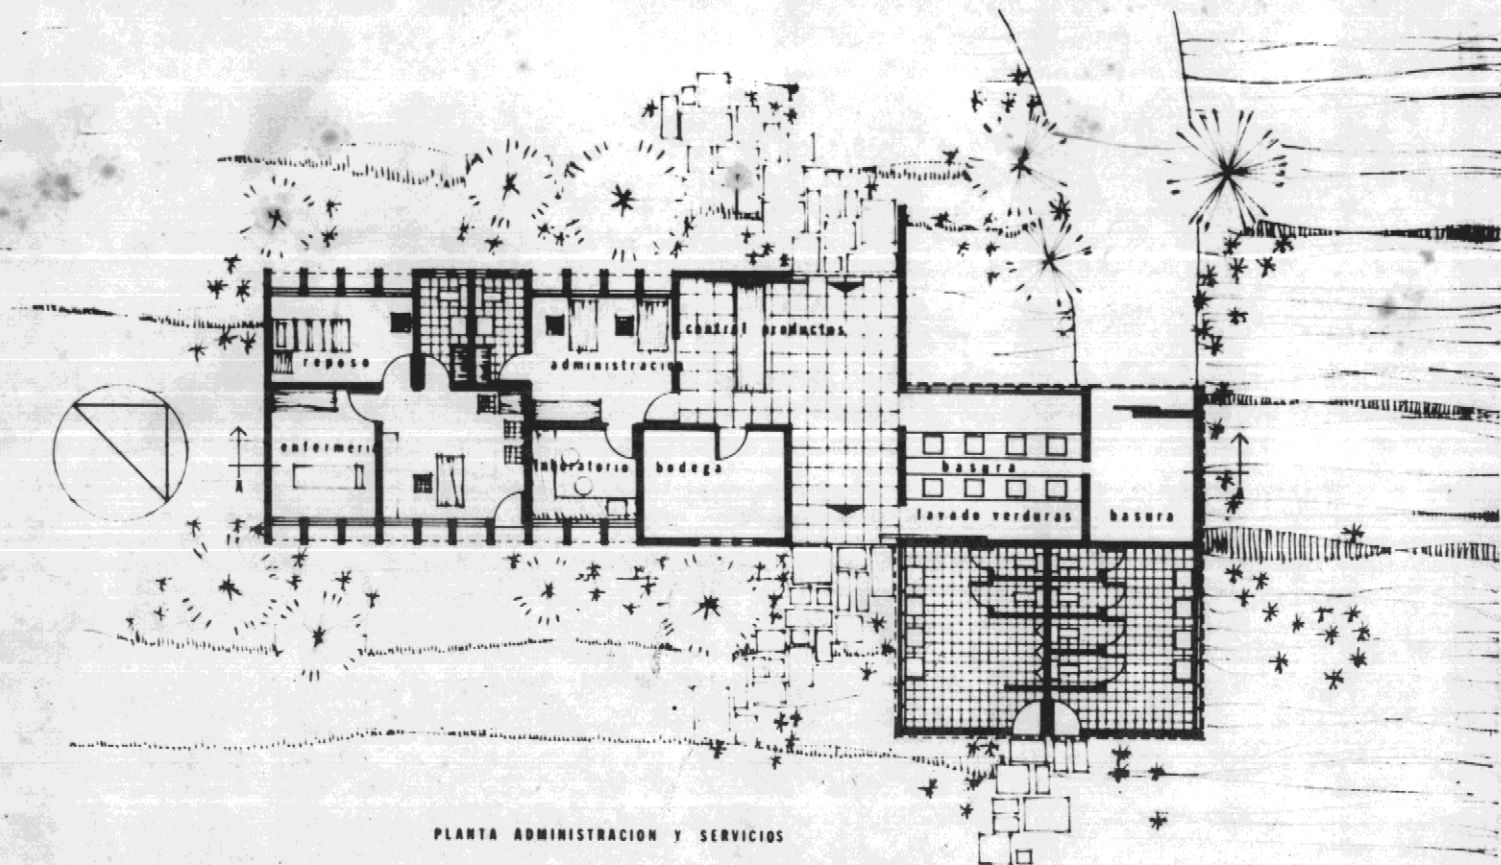 control productos
reposo
administracion
enfermeria
laboratorio
bodega
basura
lavado verduras
basura
A
PLANTA ADMINISTRACION Y SERVICIOS